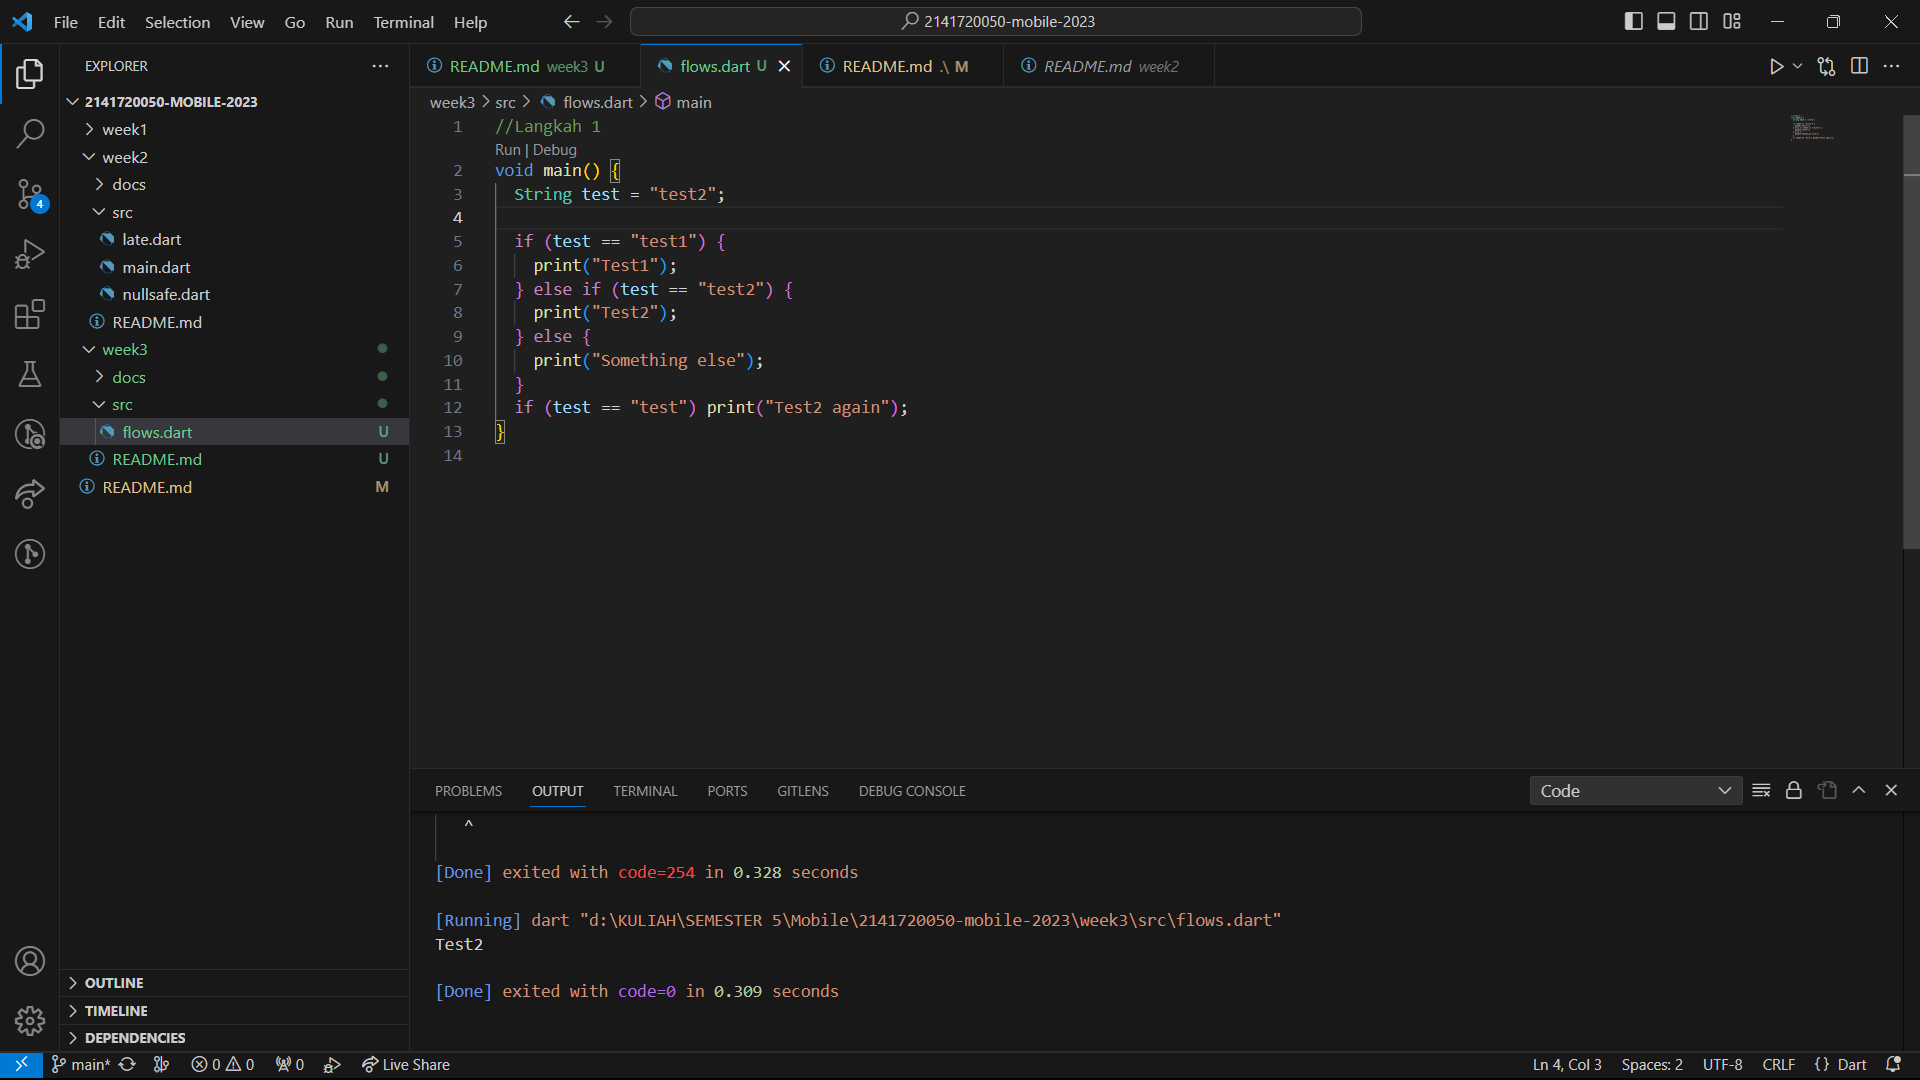 File Edit Selection View Go Run Terminal Help
2141720050-mobile-2023
EXPLORER
2141720050-MOBILE-2023
week1
week2
docs
src
late.dart
main.dart
nullsafe.dart
README.md
week3
docs
src
flows.dart U
README.md U
README.md M
OUTLINE
TIMELINE
DEPENDENCIES
4
README.md week3 U
flows.dart U
README.md .\ M
README.md week2
week3 > src > flows.dart > main
1 //Langkah 1
Run | Debug
2 void main() {
3 String test = "test2";
4
5 if (test == "test1") {
6 print("Test1");
7 } else if (test == "test2") {
8 print("Test2");
9 } else {
10 print("Something else");
11 }
12 if (test == "test") print("Test2 again");
13 }
14
PROBLEMS OUTPUT TERMINAL PORTS GITLENS DEBUG CONSOLE
Code
^
[Done] exited with code=254 in 0.328 seconds
[Running] dart "d:\KULIAH\SEMESTER 5\Mobile\2141720050-mobile-2023\week3\src\flows.dart"
Test2
[Done] exited with code=0 in 0.309 seconds
main* 0 0 0 Live Share
Ln 4, Col 3 Spaces: 2 UTF-8 CRLF {} Dart